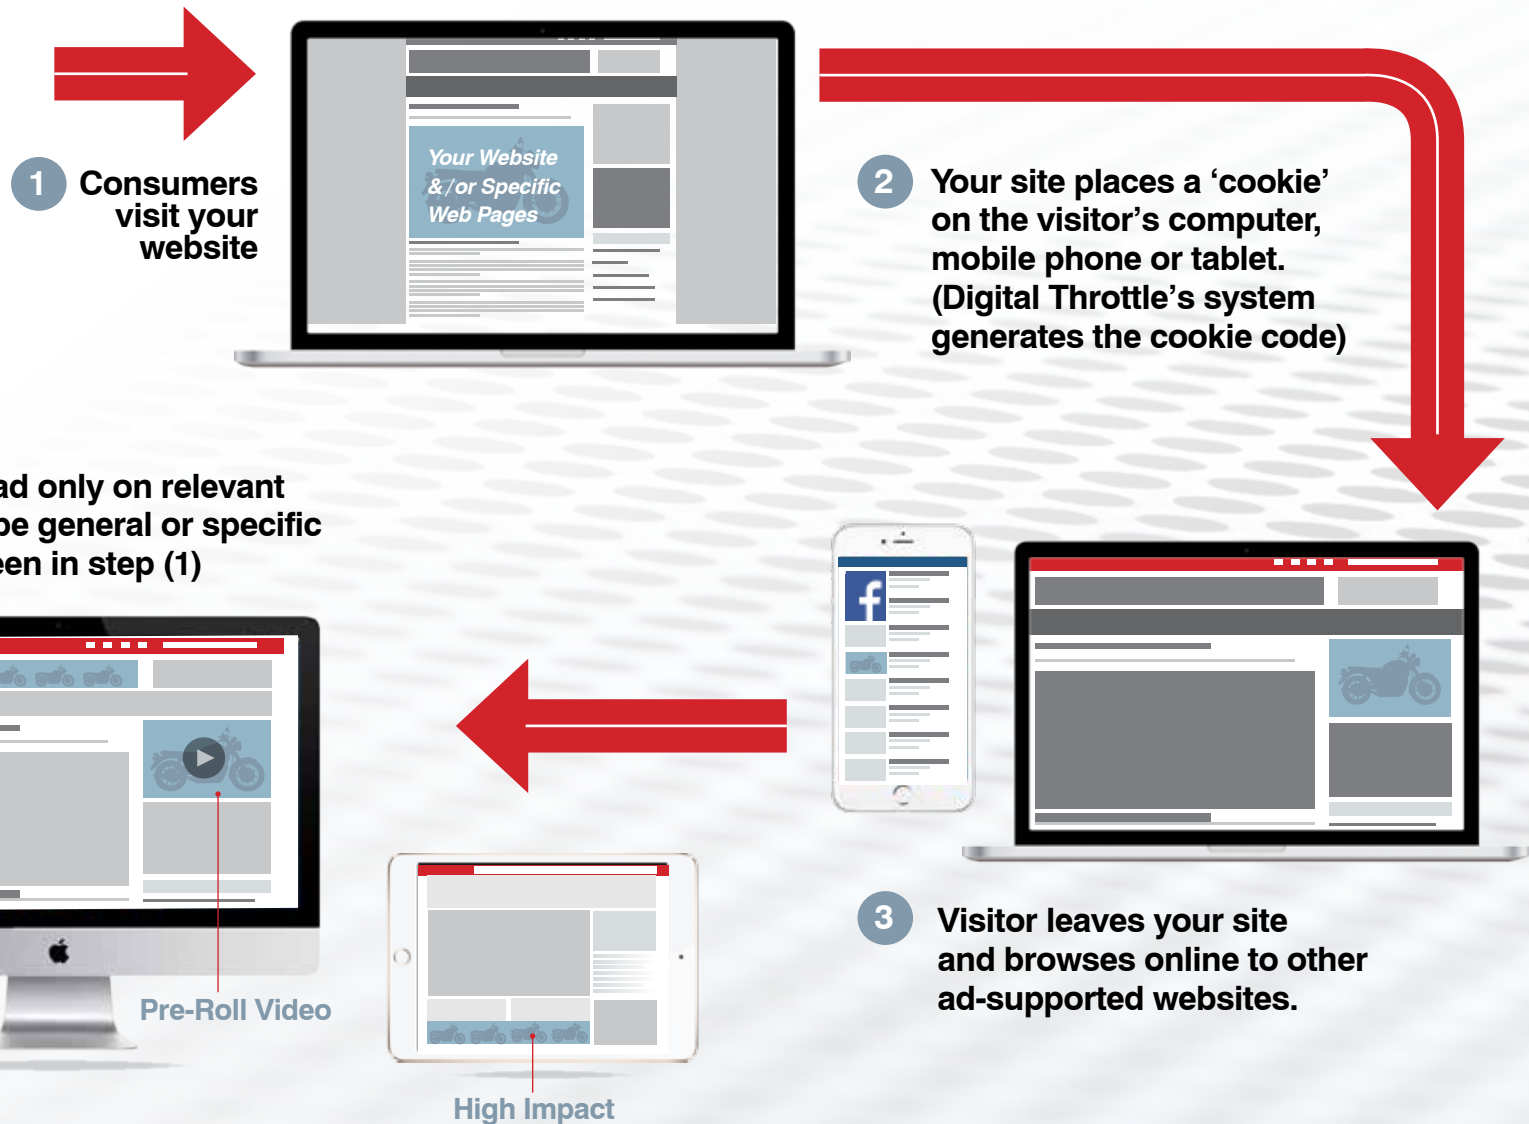 1
Consumers
visit your
website
Your Website
&/or Specific
Web Pages
2
Your site places a ‘cookie’
on the visitor’s computer,
mobile phone or tablet.
(Digital Throttle’s system
generates the cookie code)
ad only on relevant
be general or specific
een in step (1)
f
Pre-Roll Video
High Impact
3
Visitor leaves your site
and browses online to other
ad-supported websites.